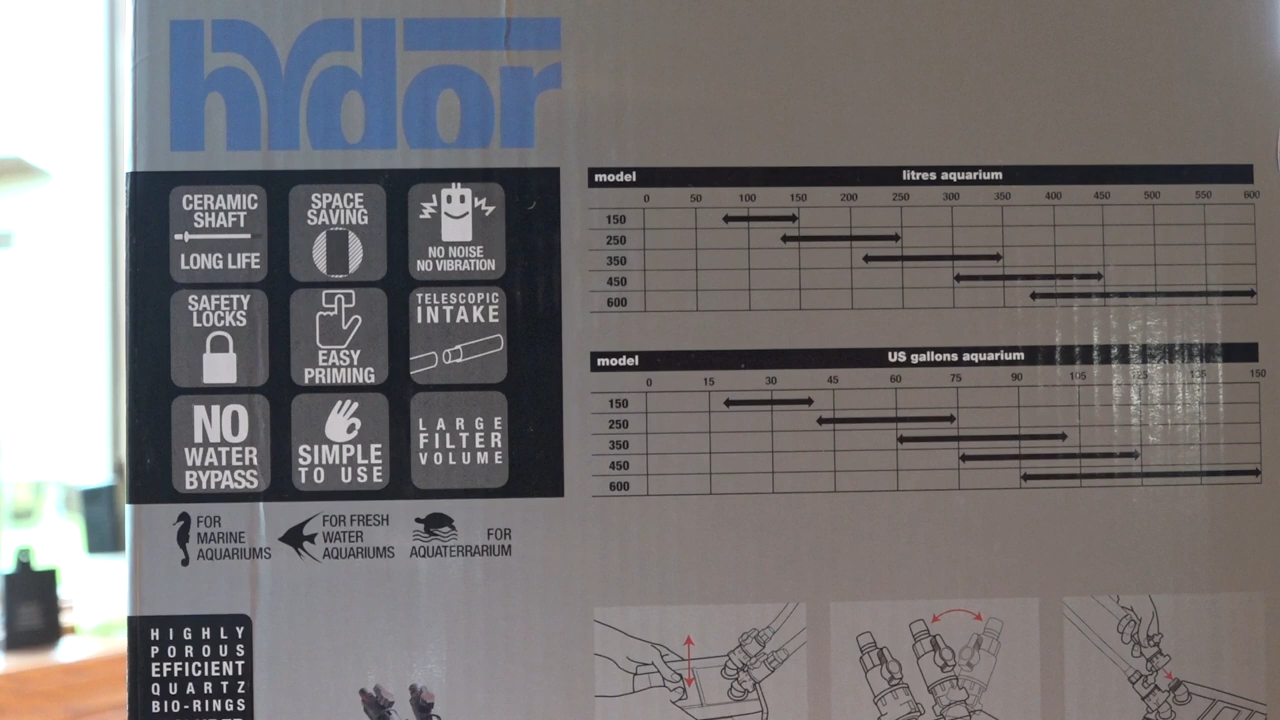 hydor
CERAMIC
SHAFT
LONG LIFE
SPACE
SAVING
NO NOISE
NO VIBRATION
SAFETY
LOCKS
EASY
PRIMING
TELESCOPIC
INTAKE
NO
WATER
BYPASS
SIMPLE
TO USE
LARGE
FILTER
VOLUME
FOR
MARINE
AQUARIUMS
FOR FRESH
WATER
AQUARIUMS
FOR
AQUATERRARIUM
HIGHLY
POROUS
EFFICIENT
QUARTZ
BIO-RINGS
model litres aquarium
0 50 100 150 200 250 300 350 400 450 500 550 600
150
250
350
450
600
model US gallons aquarium
0 15 30 45 60 75 90 105 135 150
150
250
350
450
600